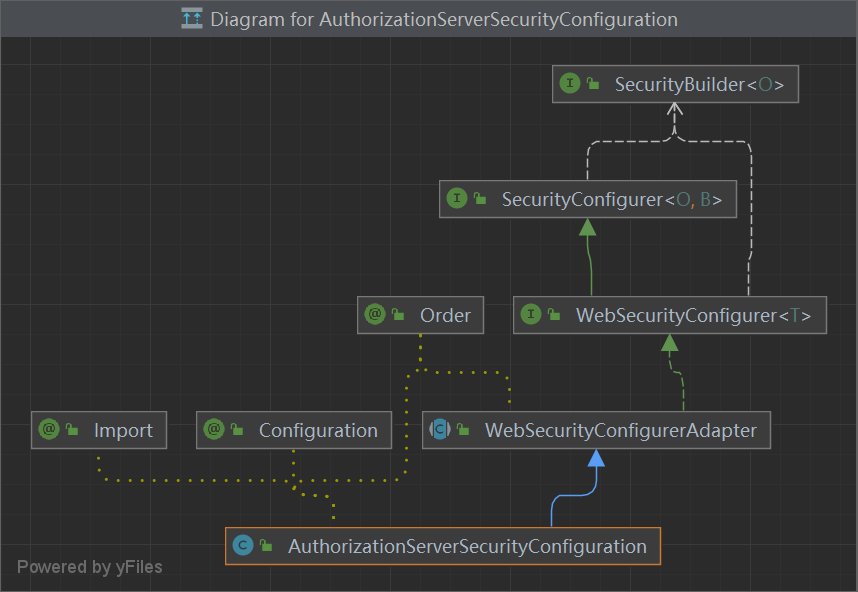 Diagram for AuthorizationServerSecurityConfiguration
SecurityBuilder<O>
SecurityConfigurer<O, B>
Order
WebSecurityConfigurer<T>
Import
Configuration
WebSecurityConfigurerAdapter
AuthorizationServerSecurityConfiguration
Powered by yFiles